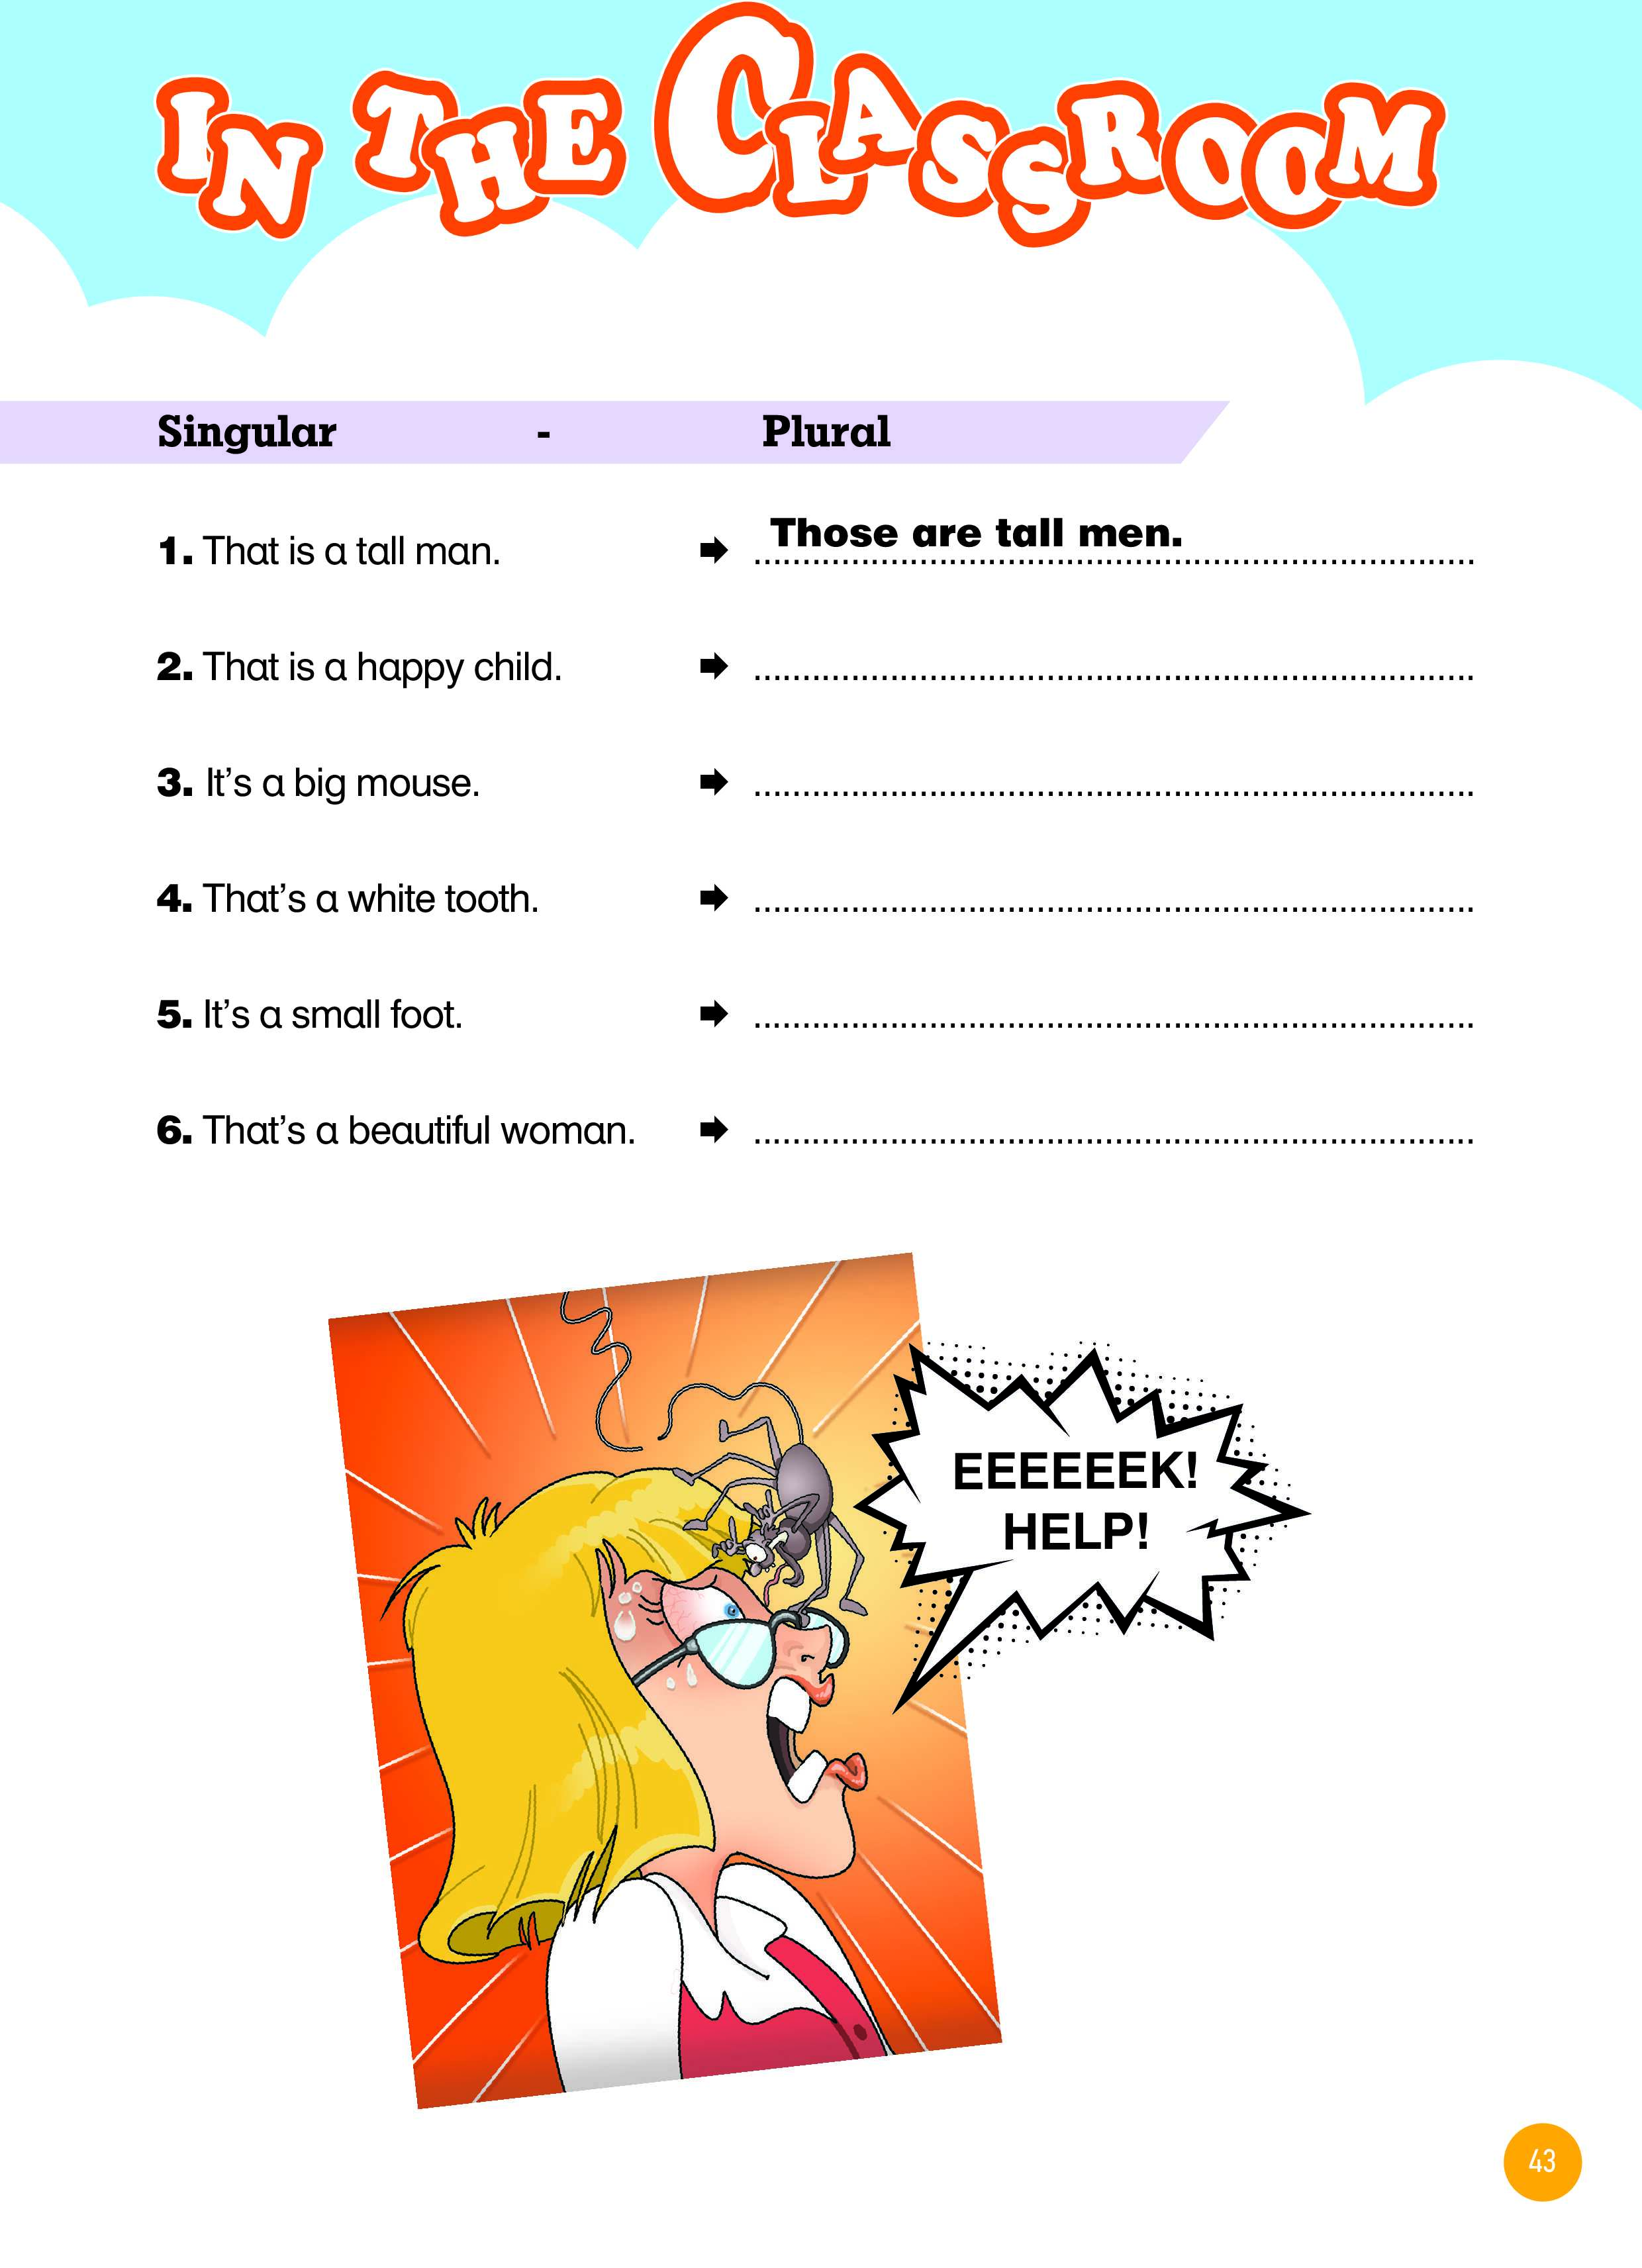 IN THE CLASSROOM
Singular - Plural
1. That is a tall man. ➡ Those are tall men.
2. That is a happy child. ➡ ........................................
3. It’s a big mouse. ➡ ........................................
4. That’s a white tooth. ➡ ........................................
5. It’s a small foot. ➡ ........................................
6. That’s a beautiful woman. ➡ ........................................
EEEEEEK!
HELP!
43